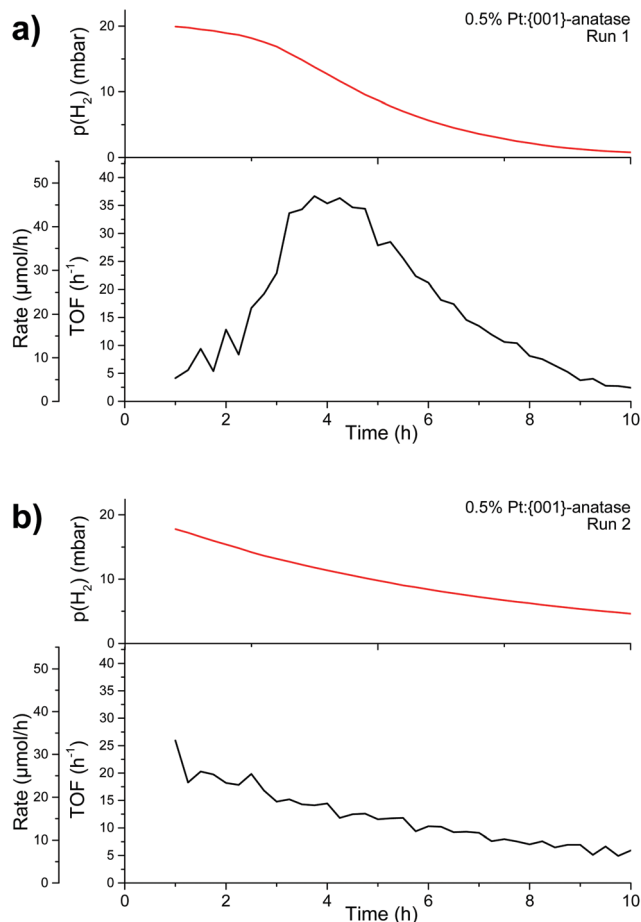 a)
0.5% Pt:{001}-anatase
Run 1
p(H₂) (mbar)
20
10
0
Rate (µmol/h)
50
40
30
20
10
0
TOF (h⁻¹)
40
35
30
25
20
15
10
5
0
0 2 4 6 8 10
Time (h)
b)
0.5% Pt:{001}-anatase
Run 2
p(H₂) (mbar)
20
10
0
Rate (µmol/h)
50
40
30
20
10
0
TOF (h⁻¹)
40
35
30
25
20
15
10
5
0
0 2 4 6 8 10
Time (h)